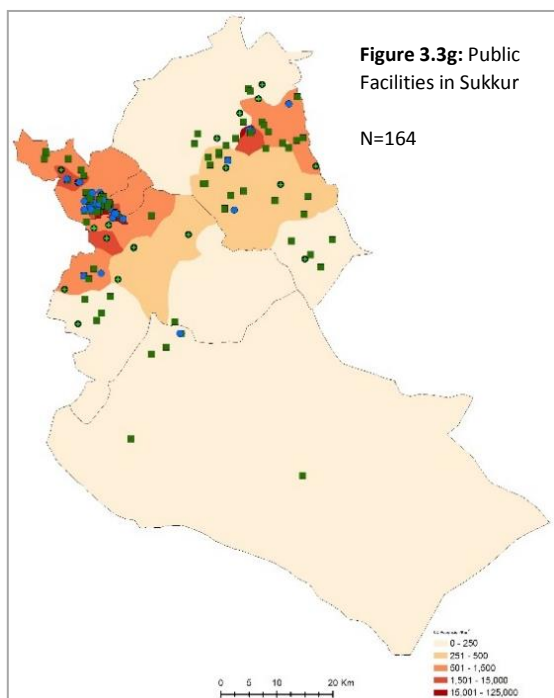 Figure 3.3g: Public
Facilities in Sukkur
N=164
0 - 250
251 - 500
501 - 1,500
1,501 - 15,000
15,001 - 125,000
0 5 10 20 Km